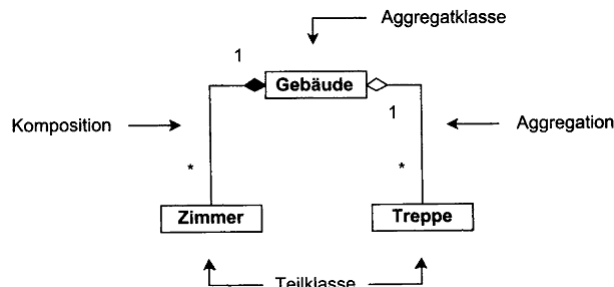 Aggregatklasse
1
Gebäude
1
Komposition
Aggregation
*
*
Zimmer
Treppe
Teilklasse